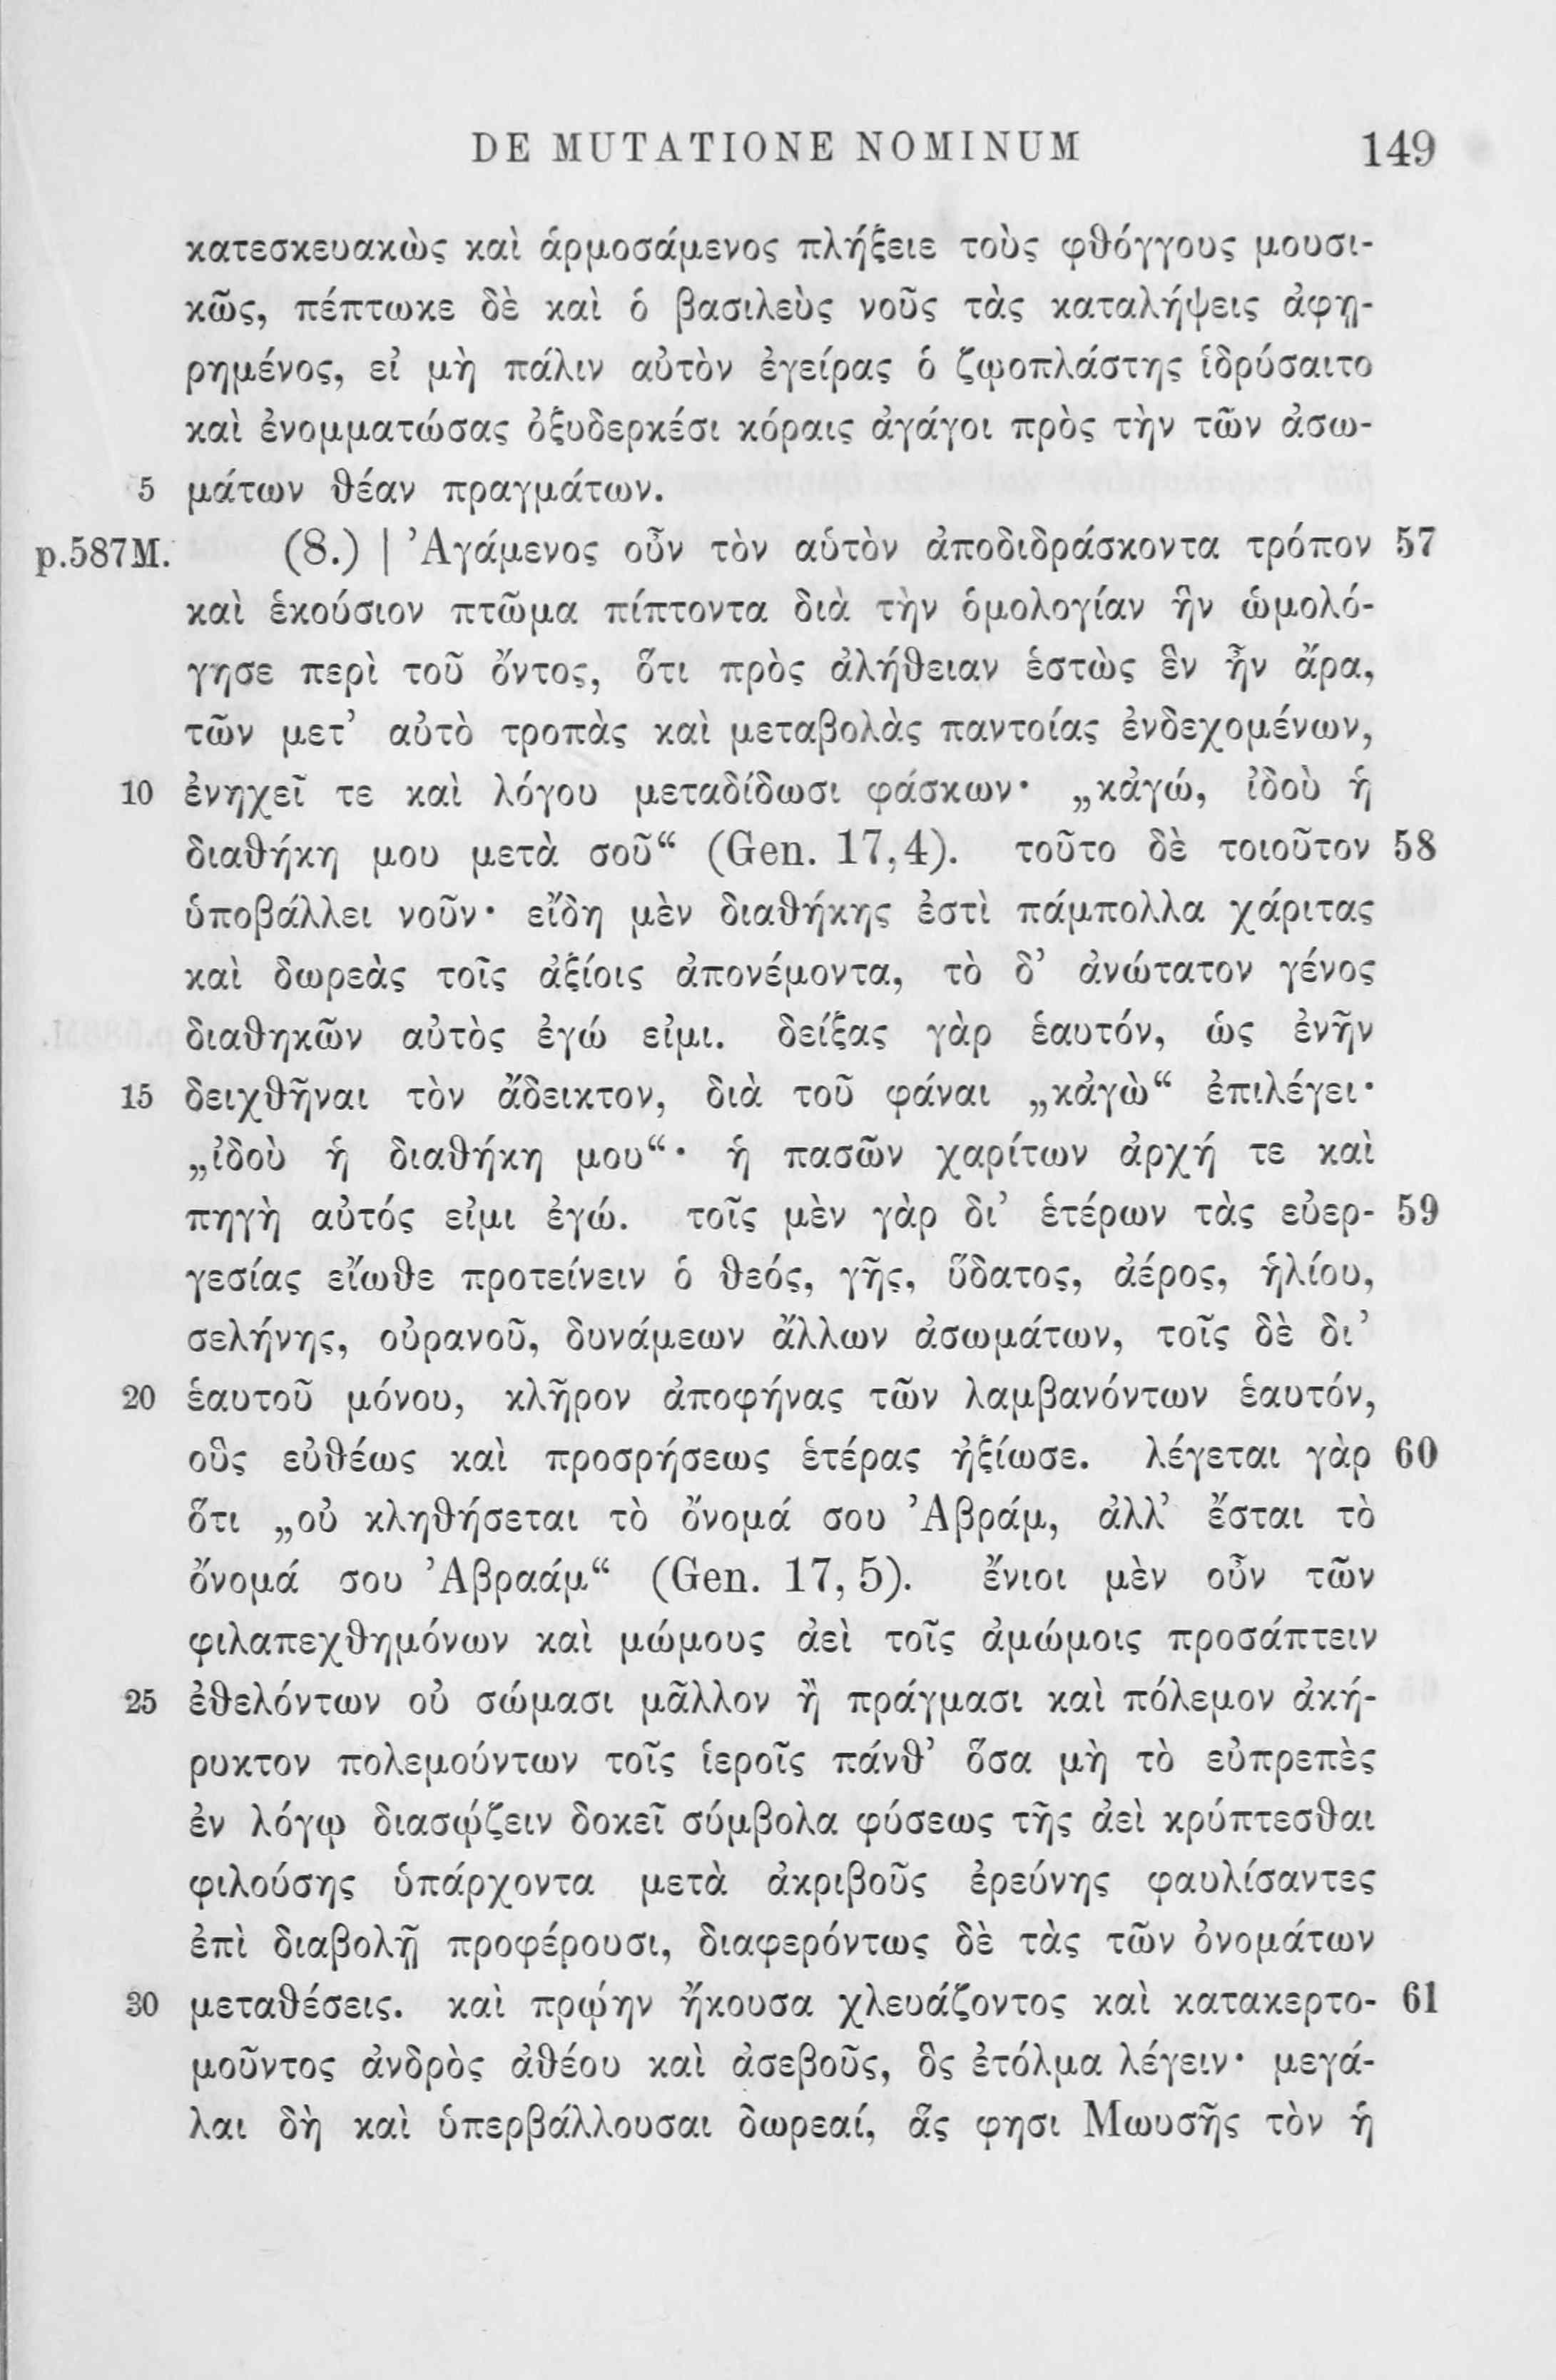 DE MUTATIONE NOMINUM 149
κατεσκευακὼς καὶ ἁρμοσάμενος πλήξειε τοὺς φθόγγους μουσι-
κῶς, πέπτωκε δὲ καὶ ὁ βασιλεὺς νοῦς τὰς καταλήψεις ἀφῃ-
ρημένος, εἰ μὴ πάλιν αὐτὸν ἐγείρας ὁ ζῳοπλάστης ἱδρύσαιτο
καὶ ἐνομματώσας ὀξυδερκέσι κόραις ἀγάγοι πρὸς τὴν τῶν ἀσω-
5 μάτων θέαν πραγμάτων.
p.587M. (8.) | Ἀγάμενος οὖν τὸν αὑτὸν ἀποδιδράσκοντα τρόπον 57
καὶ ἑκούσιον πτῶμα πίπτοντα διὰ τὴν ὁμολογίαν ἣν ὡμολό-
γησε περὶ τοῦ ὄντος, ὅτι πρὸς ἀλήθειαν ἑστὼς ἓν ἦν ἄρα,
τῶν μετ’ αὐτὸ τροπὰς καὶ μεταβολὰς παντοίας ἐνδεχομένων,
10 ἐνηχεῖ τε καὶ λόγου μεταδίδωσι φάσκων· „κἀγώ, ἰδοὺ ἡ
διαθήκη μου μετὰ σοῦ“ (Gen. 17,4). τοῦτο δὲ τοιοῦτον 58
ὑποβάλλει νοῦν· εἴδη μὲν διαθήκης ἐστὶ πάμπολλα χάριτας
καὶ δωρεὰς τοῖς ἀξίοις ἀπονέμοντα, τὸ δ’ ἀνώτατον γένος
διαθηκῶν αὐτὸς ἐγώ εἰμι. δείξας γὰρ ἑαυτόν, ὡς ἐνῆν
15 δειχθῆναι τὸν ἄδεικτον, διὰ τοῦ φάναι „κἀγὼ“ ἐπιλέγει·
„ἰδοὺ ἡ διαθήκη μου“· ἡ πασῶν χαρίτων ἀρχή τε καὶ
πηγὴ αὐτός εἰμι ἐγώ. τοῖς μὲν γὰρ δι’ ἑτέρων τὰς εὐερ- 59
γεσίας εἴωθε προτείνειν ὁ θεός, γῆς, ὕδατος, ἀέρος, ἡλίου,
σελήνης, οὐρανοῦ, δυνάμεων ἄλλων ἀσωμάτων, τοῖς δὲ δι’
20 ἑαυτοῦ μόνου, κλῆρον ἀποφήνας τῶν λαμβανόντων ἑαυτόν,
οὓς εὐθέως καὶ προσρήσεως ἑτέρας ἠξίωσε. λέγεται γὰρ 60
ὅτι „οὐ κληθήσεται τὸ ὄνομά σου Ἀβράμ, ἀλλ’ ἔσται τὸ
ὄνομά σου Ἀβραάμ“ (Gen. 17, 5). ἔνιοι μὲν οὖν τῶν
φιλαπεχθημόνων καὶ μώμους ἀεὶ τοῖς ἀμώμοις προσάπτειν
25 ἐθελόντων οὐ σώμασι μᾶλλον ἢ πράγμασι καὶ πόλεμον ἀκή-
ρυκτον πολεμούντων τοῖς ἱεροῖς πάνθ’ ὅσα μὴ τὸ εὐπρεπὲς
ἐν λόγῳ διασῴζειν δοκεῖ σύμβολα φύσεως τῆς ἀεὶ κρύπτεσθαι
φιλούσης ὑπάρχοντα μετὰ ἀκριβοῦς ἐρεύνης φαυλίσαντες
ἐπὶ διαβολῇ προφέρουσι, διαφερόντως δὲ τὰς τῶν ὀνομάτων
30 μεταθέσεις. καὶ πρῴην ἤκουσα χλευάζοντος καὶ κατακερτο- 61
μοῦντος ἀνδρὸς ἀθέου καὶ ἀσεβοῦς, ὃς ἐτόλμα λέγειν· μεγά-
λαι δὴ καὶ ὑπερβάλλουσαι δωρεαί, ἅς φησι Μωυσῆς τὸν ἡ